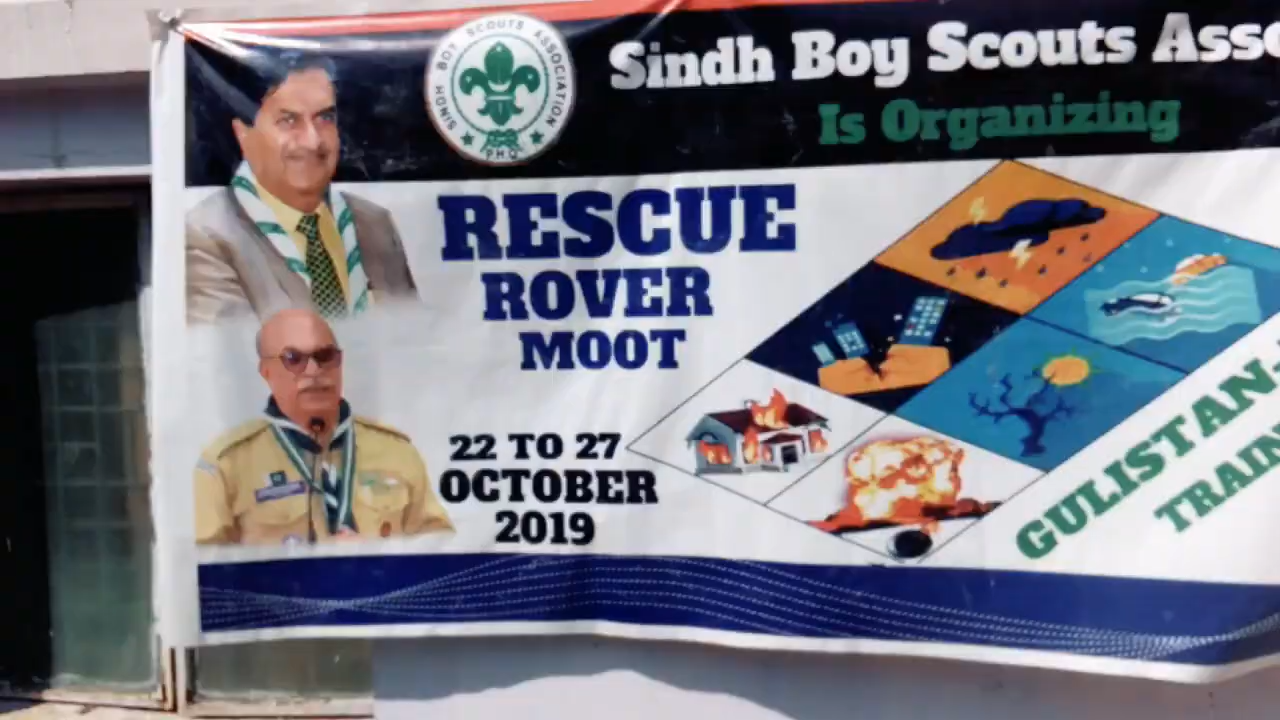 SINDH BOY SCOUTS ASSOCIATION
P.H.Q.
Sindh Boy Scouts Asso
Is Organizing
RESCUE
ROVER
MOOT
22 TO 27
OCTOBER
2019
GULISTAN-
TRAIN